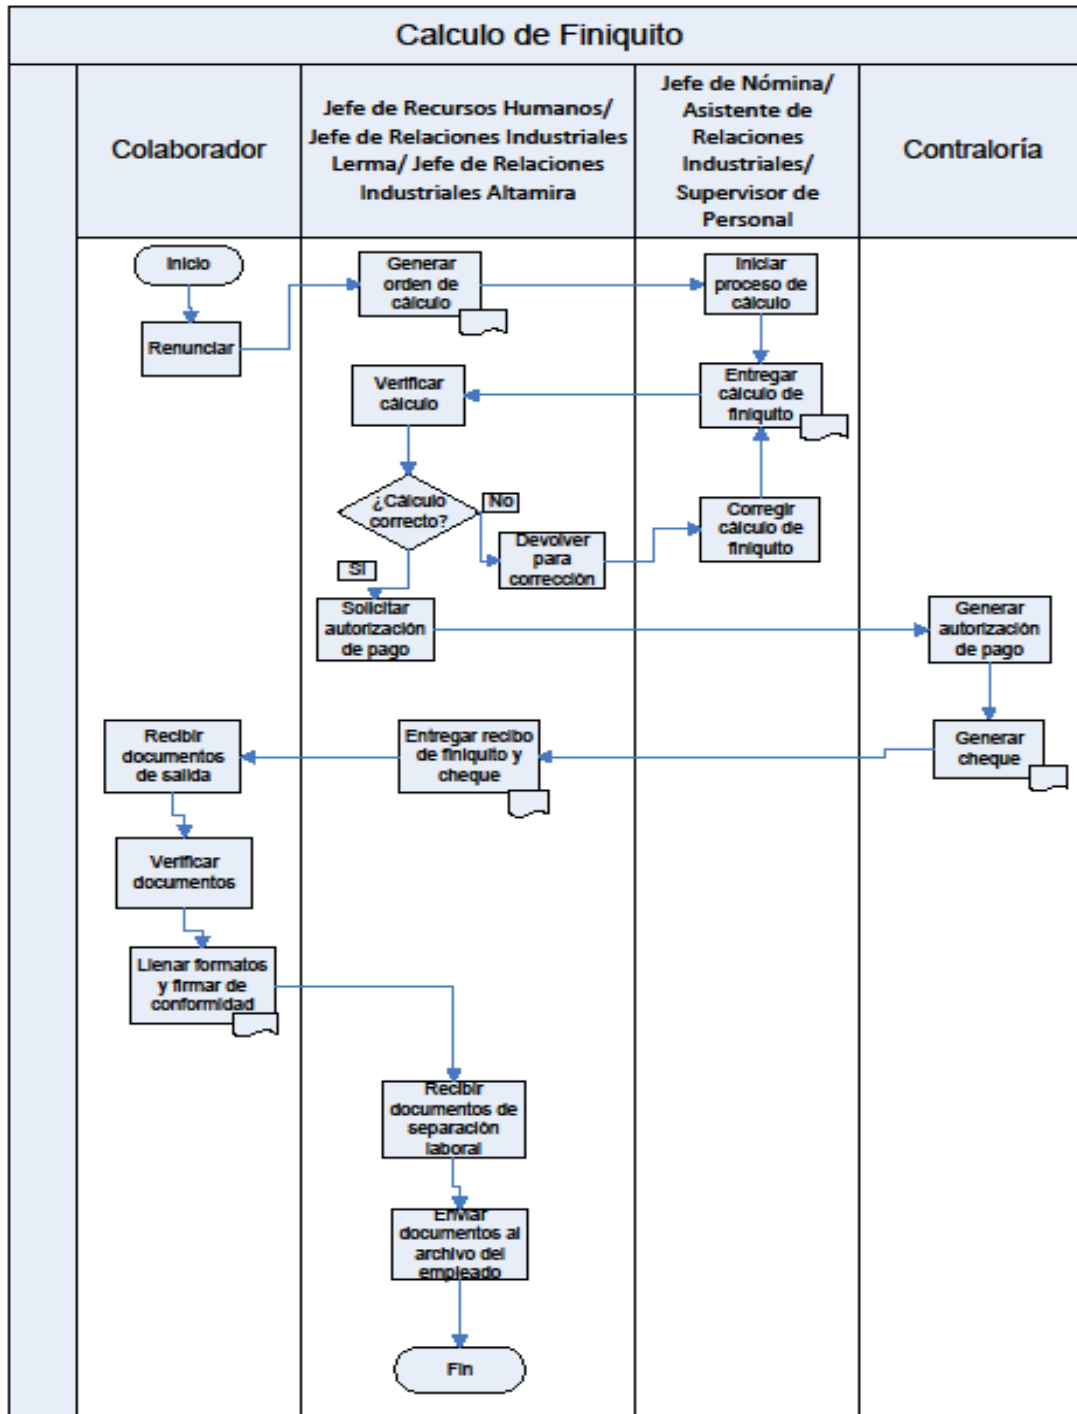 Calculo de Finiquito
Colaborador
Jefe de Recursos Humanos/
Jefe de Relaciones Industriales
Lerma/ Jefe de Relaciones
Industriales Altamira
Jefe de Nómina/
Asistente de
Relaciones
Industriales/
Supervisor de
Personal
Contraloría
Inicio
Renunciar
Generar
orden de
cálculo
Iniciar
proceso de
cálculo
Verificar
cálculo
Entregar
cálculo de
finiquito
¿Cálculo
correcto?
No
Devolver
para
corrección
Corregir
cálculo de
finiquito
Si
Solicitar
autorización
de pago
Generar
autorización
de pago
Recibir
documentos
de salida
Entregar recibo
de finiquito y
cheque
Generar
cheque
Verificar
documentos
Llenar formatos
y firmar de
conformidad
Recibir
documentos de
separación
laboral
Enviar
documentos al
archivo del
empleado
Fin